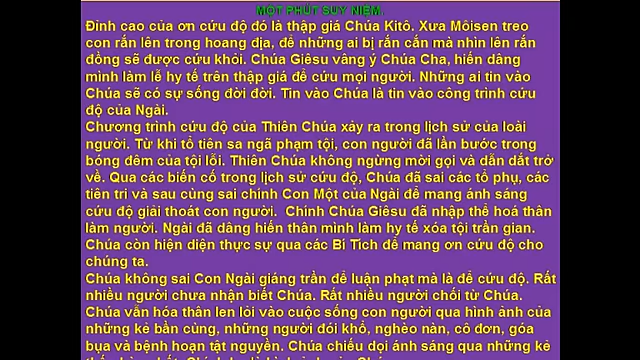 MỘT PHÚT SUY NIỆM.
Đỉnh cao của ơn cứu độ đó là thập giá Chúa Kitô. Xưa Môisen treo
con rắn lên trong hoang địa, để những ai bị rắn cắn mà nhìn lên rắn
đồng sẽ được cứu khỏi. Chúa Giêsu vâng ý Chúa Cha, hiến dâng
mình làm lễ hy tế trên thập giá để cứu mọi người. Những ai tin vào
Chúa sẽ có sự sống đời đời. Tin vào Chúa là tin vào công trình cứu
độ của Ngài.
Chương trình cứu độ của Thiên Chúa xảy ra trong lịch sử của loài
người. Từ khi tổ tiên sa ngã phạm tội, con người đã lần bước trong
bóng đêm của tội lỗi. Thiên Chúa không ngừng mời gọi và dẫn dắt trở
về. Qua các biến cố trong lịch sử cứu độ, Chúa đã sai các tổ phụ, các
tiên tri và sau cùng sai chính Con Một của Ngài để mang ánh sáng
cứu độ giải thoát con người. Chính Chúa Giêsu đã nhập thể hoá thân
làm người. Ngài đã dâng hiến thân mình làm hy tế xóa tội trần gian.
Chúa còn hiện diện thực sự qua các Bí Tích để mang ơn cứu độ cho
chúng ta.
Chúa không sai Con Ngài giáng trần để luận phạt mà là để cứu độ. Rất
nhiều người chưa nhận biết Chúa. Rất nhiều người chối từ Chúa.
Chúa vẫn hóa thân len lỏi vào cuộc sống con người qua hình ảnh của
những kẻ bần cùng, những người đói khổ, nghèo nàn, cô đơn, góa
bụa và bệnh hoạn tật nguyền. Chúa chiếu dọi ánh sáng qua những kẻ